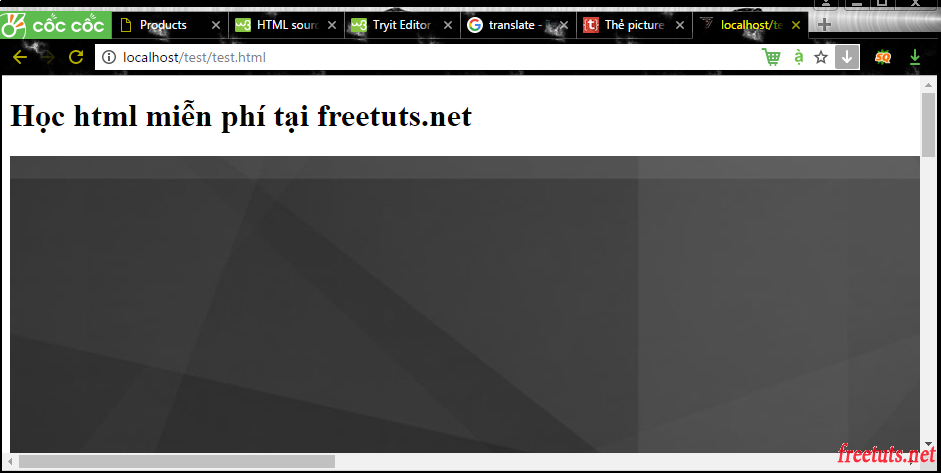 cốc cốc
Products
HTML sourc
Tryit Editor
translate -
Thẻ picture
localhost/te
localhost/test/test.html
ạ
Học html miễn phí tại freetuts.net
freetuts.net